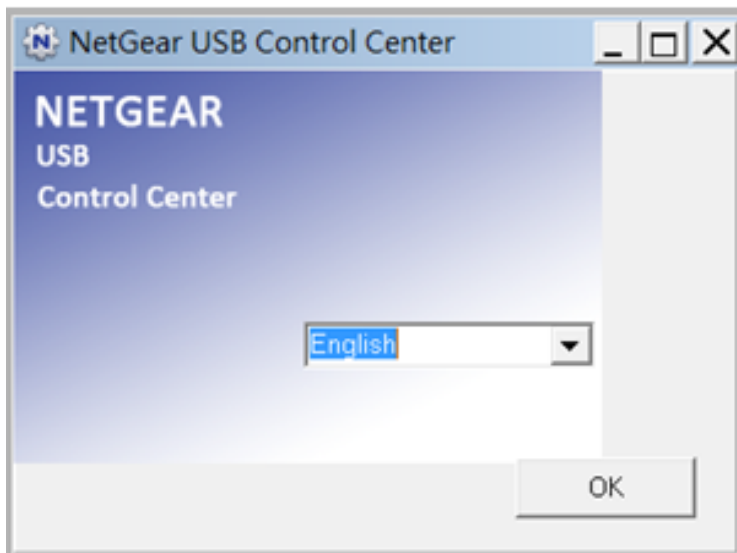 NetGear USB Control Center
NETGEAR
USB
Control Center
English
OK